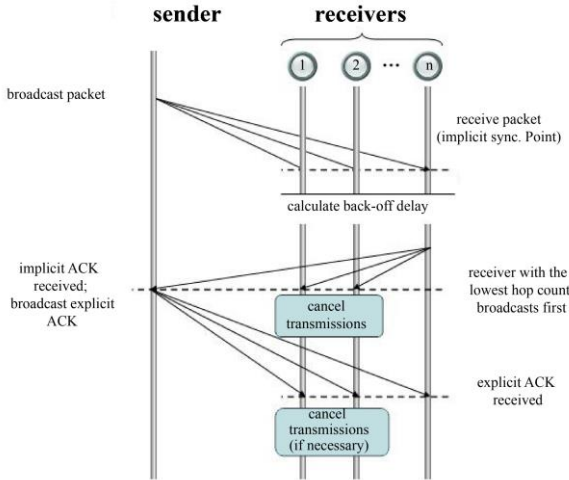 sender
receivers
1 2 ... n
broadcast packet
receive packet
(implicit sync. Point)
calculate back-off delay
implicit ACK
received;
broadcast explicit
ACK
receiver with the
lowest hop count
broadcasts first
cancel
transmissions
explicit ACK
received
cancel
transmissions
(if necessary)